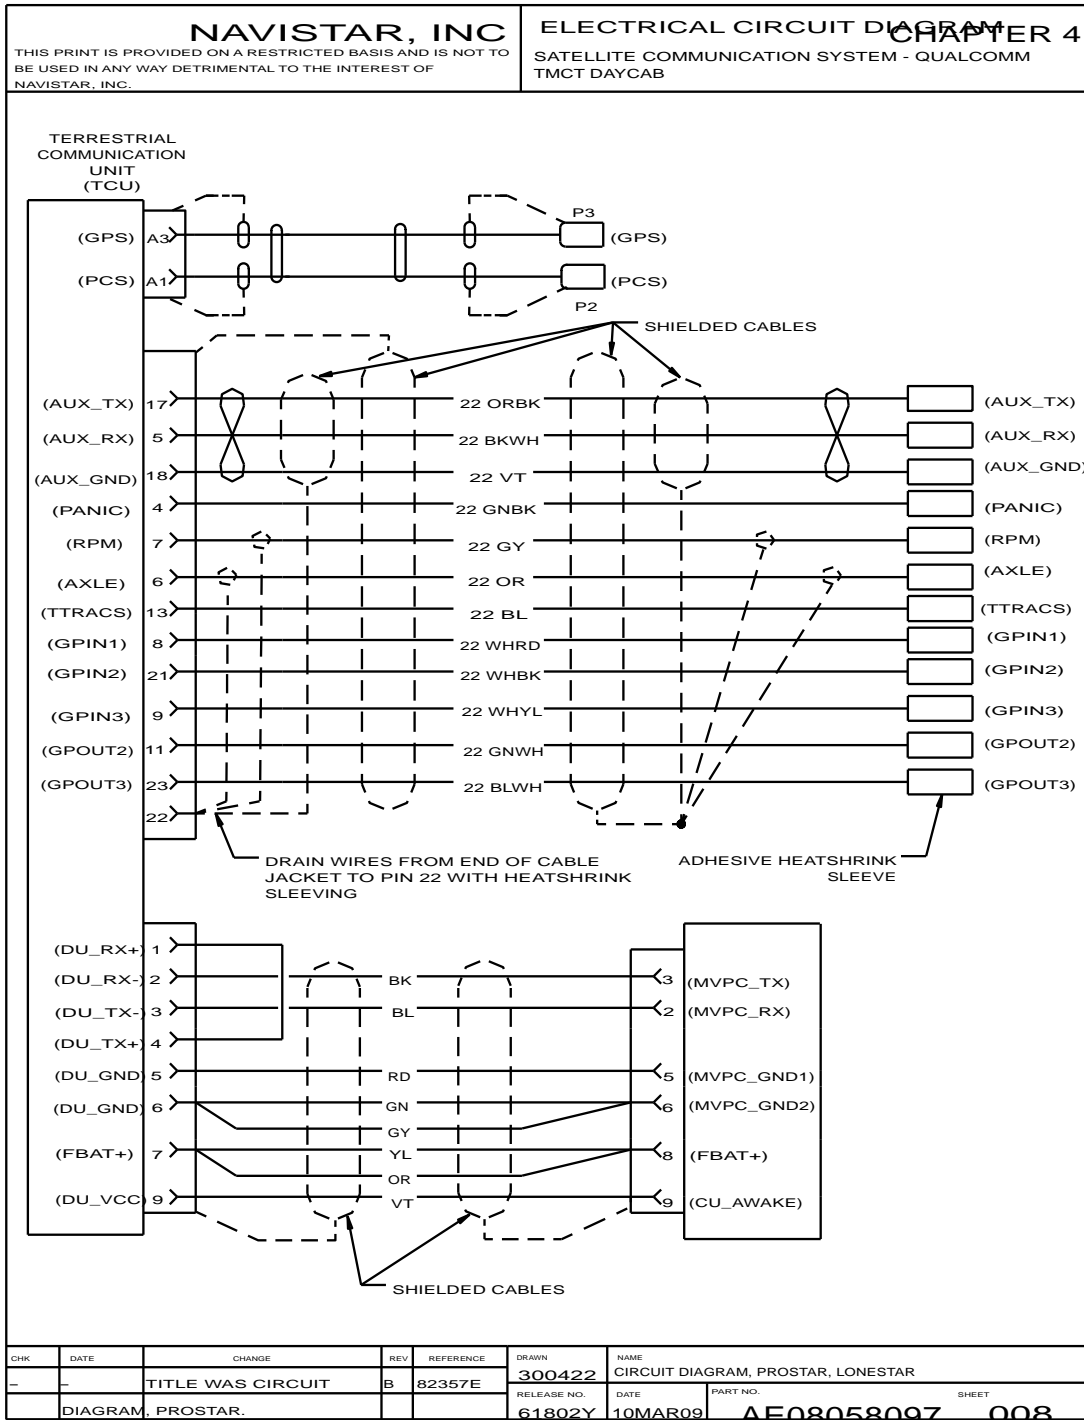 NAVISTAR, INC
THIS PRINT IS PROVIDED ON A RESTRICTED BASIS AND IS NOT TO
BE USED IN ANY WAY DETRIMENTAL TO THE INTEREST OF
NAVISTAR, INC.
ELECTRICAL CIRCUIT DIAGRAM
CHAPTER 4
SATELLITE COMMUNICATION SYSTEM - QUALCOMM
TMCT DAYCAB
TERRESTRIAL
COMMUNICATION
UNIT
(TCU)
P3
(GPS) A3 (GPS)
(PCS) A1 (PCS)
P2
SHIELDED CABLES
(AUX_TX) 17 22 ORBK (AUX_TX)
(AUX_RX) 5 22 BKWH (AUX_RX)
(AUX_GND) 18 22 VT (AUX_GND)
(PANIC) 4 22 GNBK (PANIC)
(RPM) 7 22 GY (RPM)
(AXLE) 6 22 OR (AXLE)
(TTRACS) 13 22 BL (TTRACS)
(GPIN1) 8 22 WHRD (GPIN1)
(GPIN2) 21 22 WHBK (GPIN2)
(GPIN3) 9 22 WHYL (GPIN3)
(GPOUT2) 11 22 GNWH (GPOUT2)
(GPOUT3) 23 22 BLWH (GPOUT3)
22
DRAIN WIRES FROM END OF CABLE
JACKET TO PIN 22 WITH HEATSHRINK
SLEEVING
ADHESIVE HEATSHRINK
SLEEVE
(DU_RX+) 1
(DU_RX-) 2 BK 3 (MVPC_TX)
(DU_TX-) 3 BL 2 (MVPC_RX)
(DU_TX+) 4
(DU_GND) 5 RD 5 (MVPC_GND1)
(DU_GND) 6 GN 6 (MVPC_GND2)
GY
(FBAT+) 7 YL 8 (FBAT+)
OR
(DU_VCC) 9 VT 9 (CU_AWAKE)
SHIELDED CABLES
CHK DATE CHANGE REV REFERENCE DRAWN NAME
– – TITLE WAS CIRCUIT B 82357E 300422 CIRCUIT DIAGRAM, PROSTAR, LONESTAR
RELEASE NO. DATE PART NO. SHEET
DIAGRAM, PROSTAR. 61802Y 10MAR09 AE08058097 008